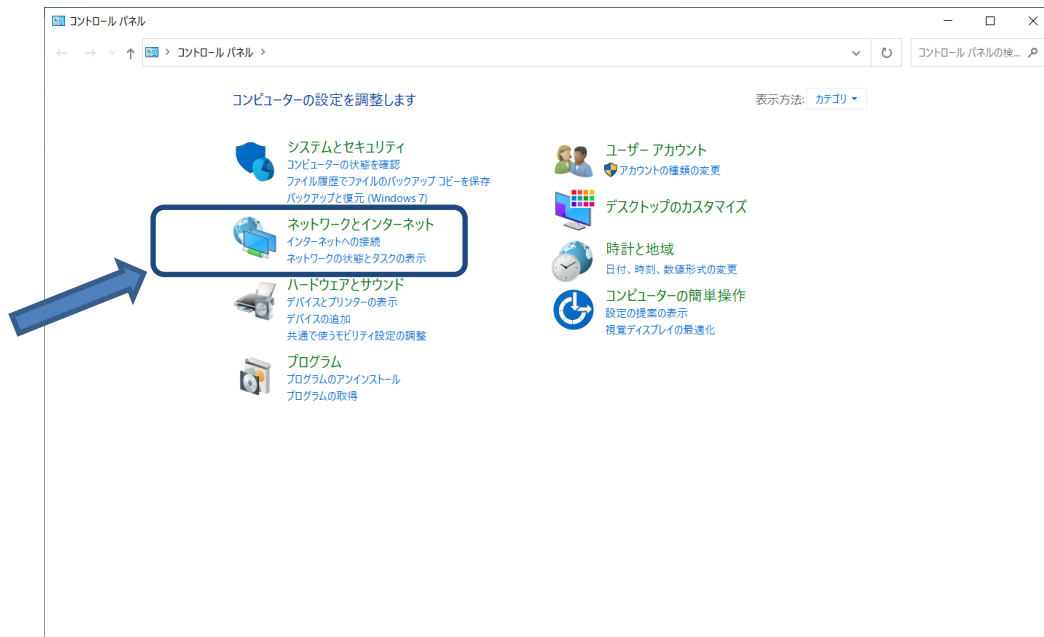 コントロール パネル
コントロール パネル
コントロール パネルの検...
コンピューターの設定を調整します
表示方法: カテゴリ
システムとセキュリティ
コンピューターの状態を確認
ファイル履歴でファイルのバックアップ コピーを保存
バックアップと復元 (Windows 7)
ネットワークとインターネット
インターネットへの接続
ネットワークの状態とタスクの表示
ハードウェアとサウンド
デバイスとプリンターの表示
デバイスの追加
共通で使うモビリティ設定の調整
プログラム
プログラムのアンインストール
プログラムの取得
ユーザー アカウント
アカウントの種類の変更
デスクトップのカスタマイズ
時計と地域
日付、時刻、数値形式の変更
コンピューターの簡単操作
設定の提案の表示
視覚ディスプレイの最適化